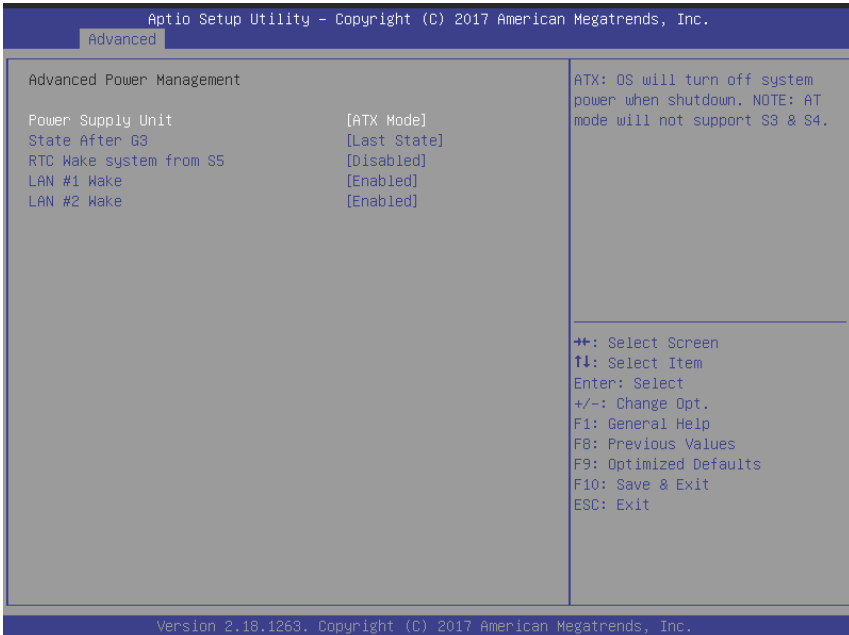 Aptio Setup Utility – Copyright (C) 2017 American Megatrends, Inc.
Advanced
Advanced Power Management
Power Supply Unit [ATX Mode]
State After G3 [Last State]
RTC Wake system from S5 [Disabled]
LAN #1 Wake [Enabled]
LAN #2 Wake [Enabled]
ATX: OS will turn off system
power when shutdown. NOTE: AT
mode will not support S3 & S4.
→←: Select Screen
↑↓: Select Item
Enter: Select
+/-: Change Opt.
F1: General Help
F8: Previous Values
F9: Optimized Defaults
F10: Save & Exit
ESC: Exit
Version 2.18.1263. Copyright (C) 2017 American Megatrends, Inc.